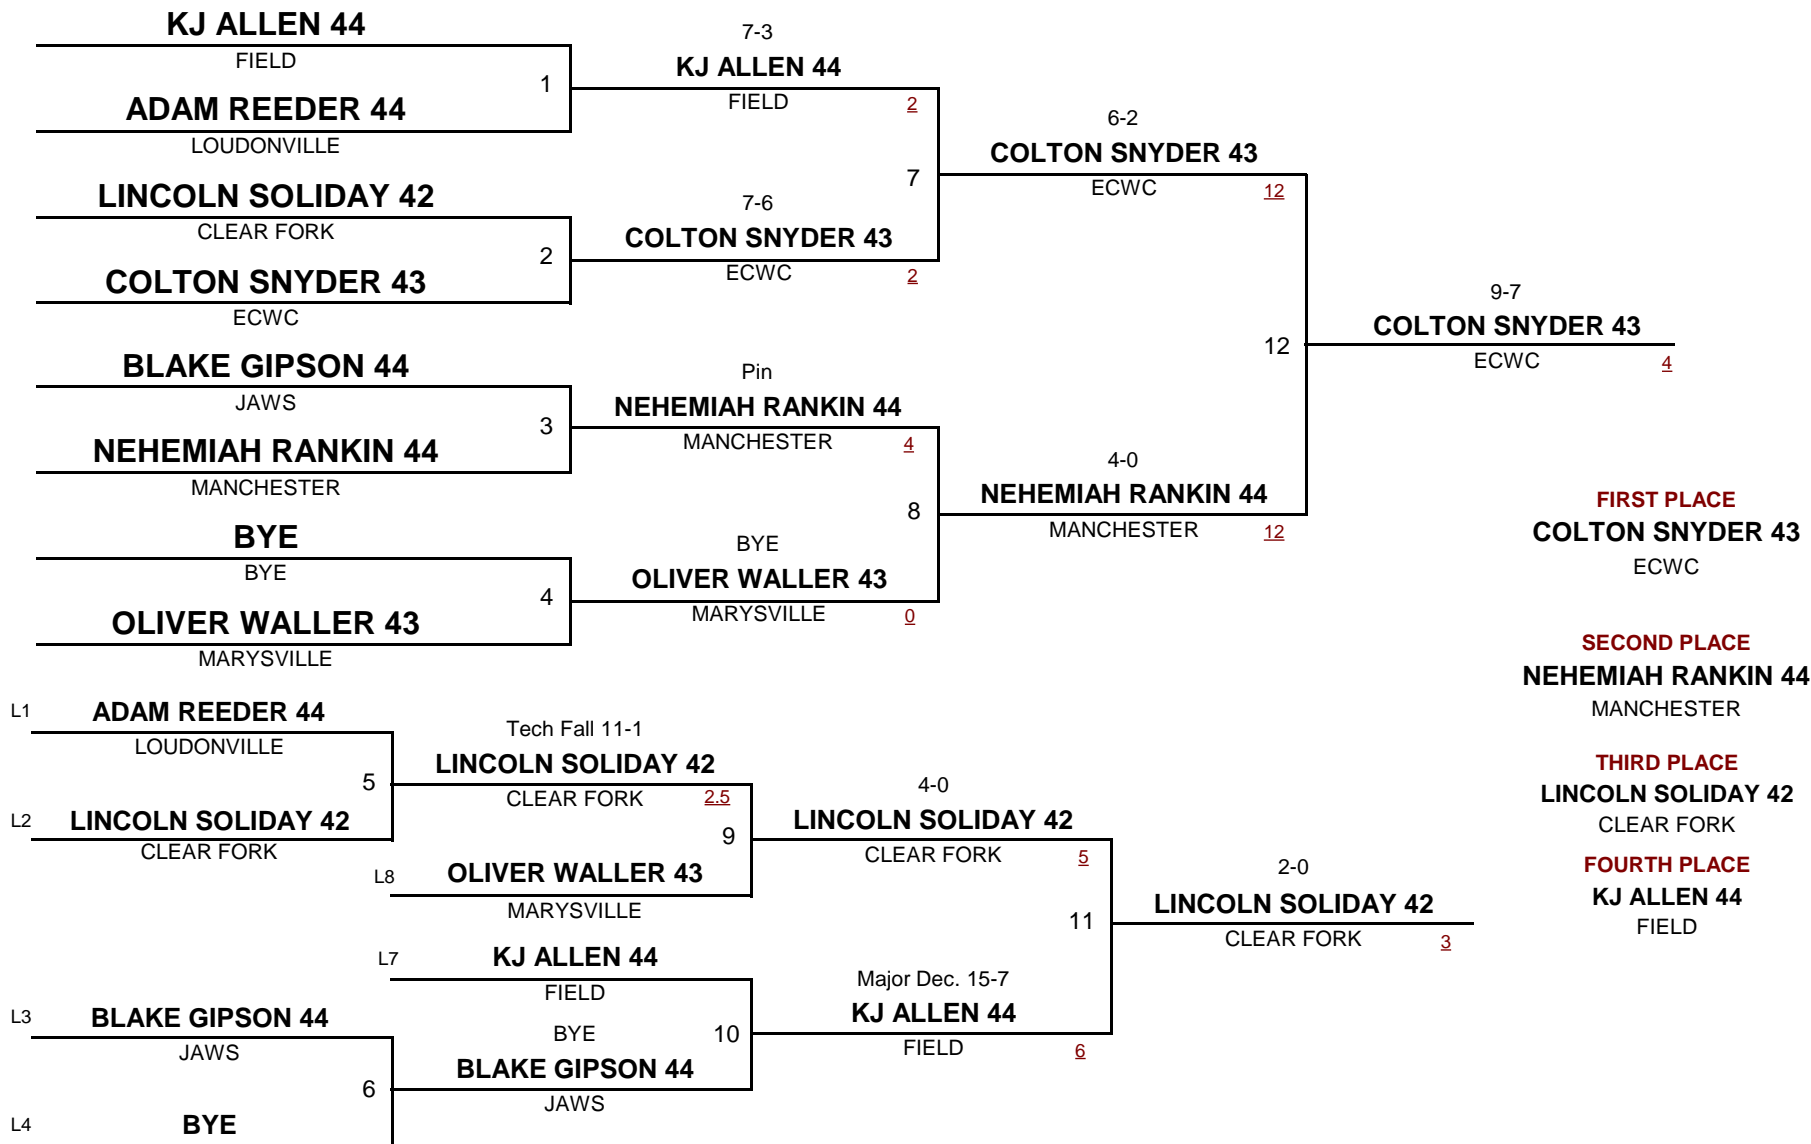 KJ ALLEN 44
FIELD
1
ADAM REEDER 44
LOUDONVILLE
LINCOLN SOLIDAY 42
CLEAR FORK
2
COLTON SNYDER 43
ECWC
BLAKE GIPSON 44
JAWS
3
NEHEMIAH RANKIN 44
MANCHESTER
BYE
BYE
4
OLIVER WALLER 43
MARYSVILLE
7-3
KJ ALLEN 44
FIELD 2
7
7-6
COLTON SNYDER 43
ECWC 2
Pin
NEHEMIAH RANKIN 44
MANCHESTER 4
8
BYE
OLIVER WALLER 43
MARYSVILLE 0
6-2
COLTON SNYDER 43
ECWC 12
12
4-0
NEHEMIAH RANKIN 44
MANCHESTER 12
9-7
COLTON SNYDER 43
ECWC 4
FIRST PLACE
COLTON SNYDER 43
ECWC
SECOND PLACE
NEHEMIAH RANKIN 44
MANCHESTER
THIRD PLACE
LINCOLN SOLIDAY 42
CLEAR FORK
FOURTH PLACE
KJ ALLEN 44
FIELD
L1 ADAM REEDER 44
LOUDONVILLE
5
L2 LINCOLN SOLIDAY 42
CLEAR FORK
L3 BLAKE GIPSON 44
JAWS
6
L4 BYE
Tech Fall 11-1
LINCOLN SOLIDAY 42
CLEAR FORK 2.5
9
L8 OLIVER WALLER 43
MARYSVILLE
L7 KJ ALLEN 44
FIELD
BYE 10
BLAKE GIPSON 44
JAWS
4-0
LINCOLN SOLIDAY 42
CLEAR FORK 5
11
Major Dec. 15-7
KJ ALLEN 44
FIELD 6
2-0
LINCOLN SOLIDAY 42
CLEAR FORK 3